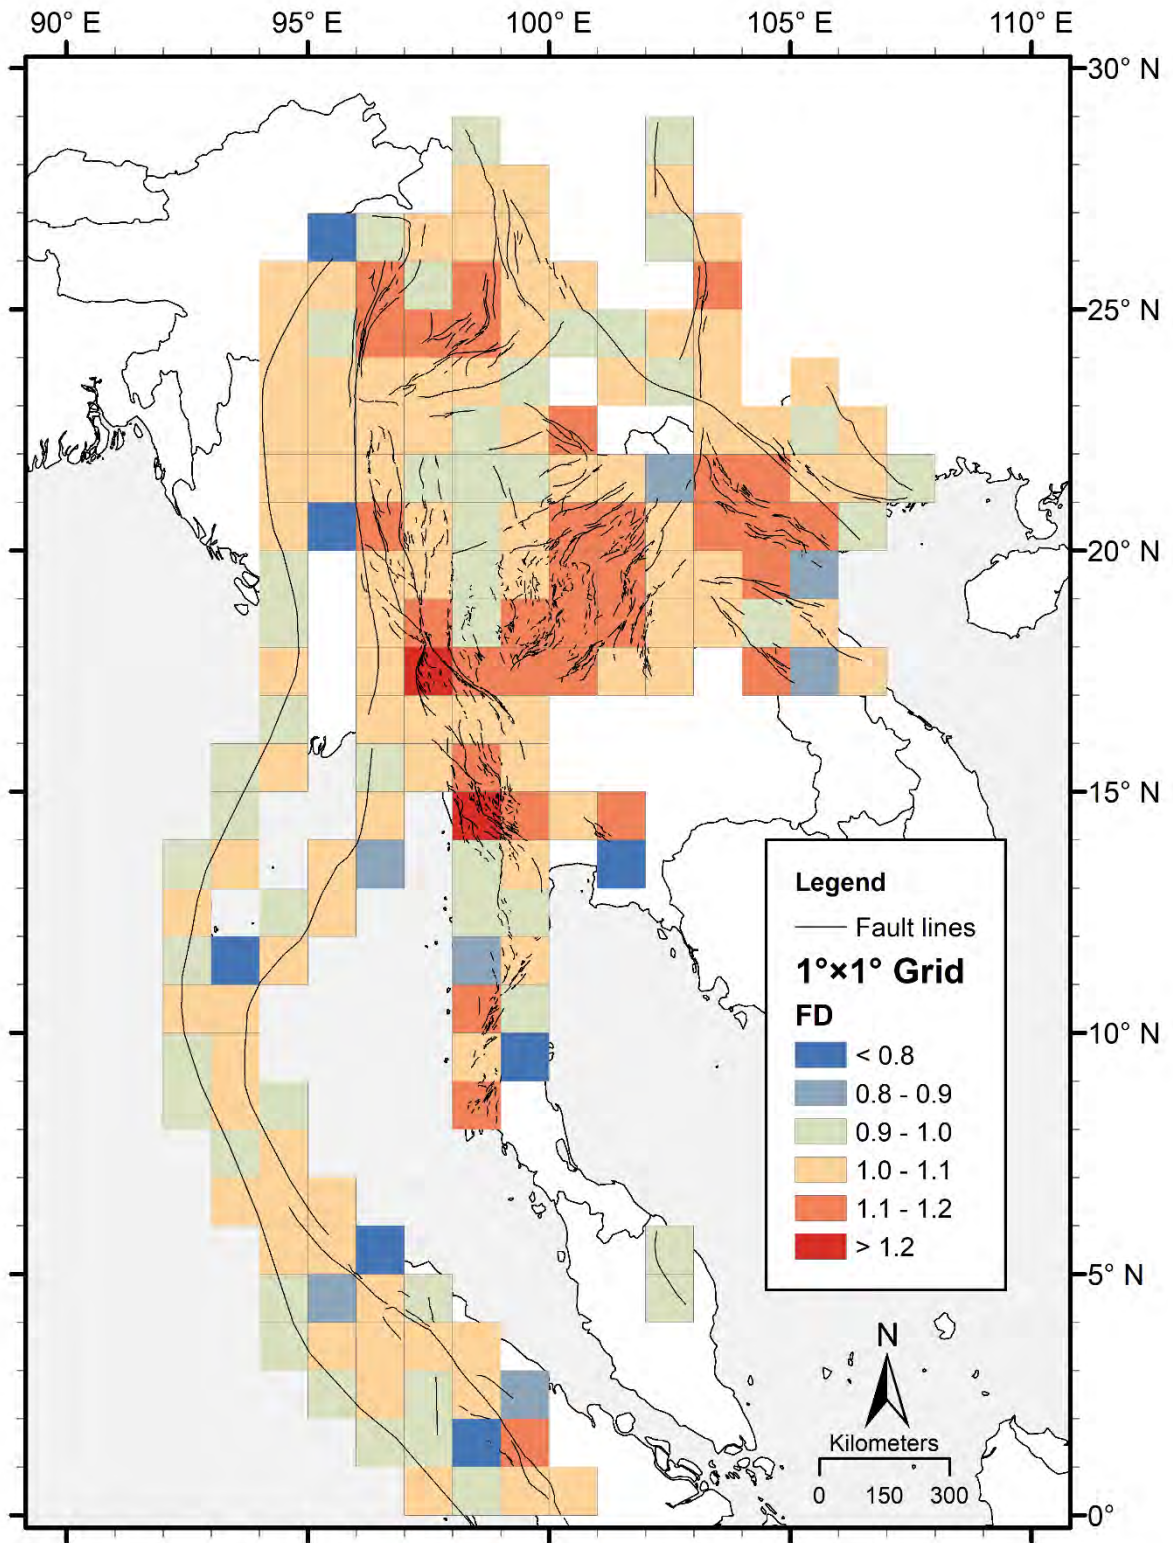 90° E 95° E 100° E 105° E 110° E
30° N
25° N
20° N
15° N
Legend
Fault lines
1°×1° Grid
FD
< 0.8
10° N
0.8 - 0.9
0.9 - 1.0
1.0 - 1.1
1.1 - 1.2
> 1.2
5° N
N
Kilometers
0 150 300
0°